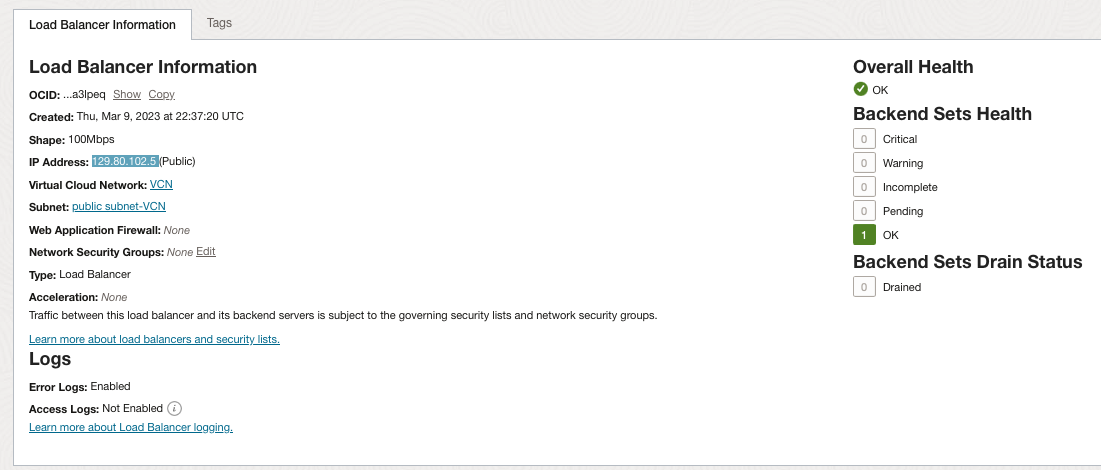 Load Balancer Information
Tags
Load Balancer Information
OCID: ...a3lpeq Show Copy
Created: Thu, Mar 9, 2023 at 22:37:20 UTC
Shape: 100Mbps
IP Address: 129.80.102.5 (Public)
Virtual Cloud Network: VCN
Subnet: public subnet-VCN
Web Application Firewall: None
Network Security Groups: None Edit
Type: Load Balancer
Acceleration: None
Traffic between this load balancer and its backend servers is subject to the governing security lists and network security groups.
Learn more about load balancers and security lists.
Logs
Error Logs: Enabled
Access Logs: Not Enabled i
Learn more about Load Balancer logging.
Overall Health
OK
Backend Sets Health
0 Critical
0 Warning
0 Incomplete
0 Pending
1 OK
Backend Sets Drain Status
0 Drained